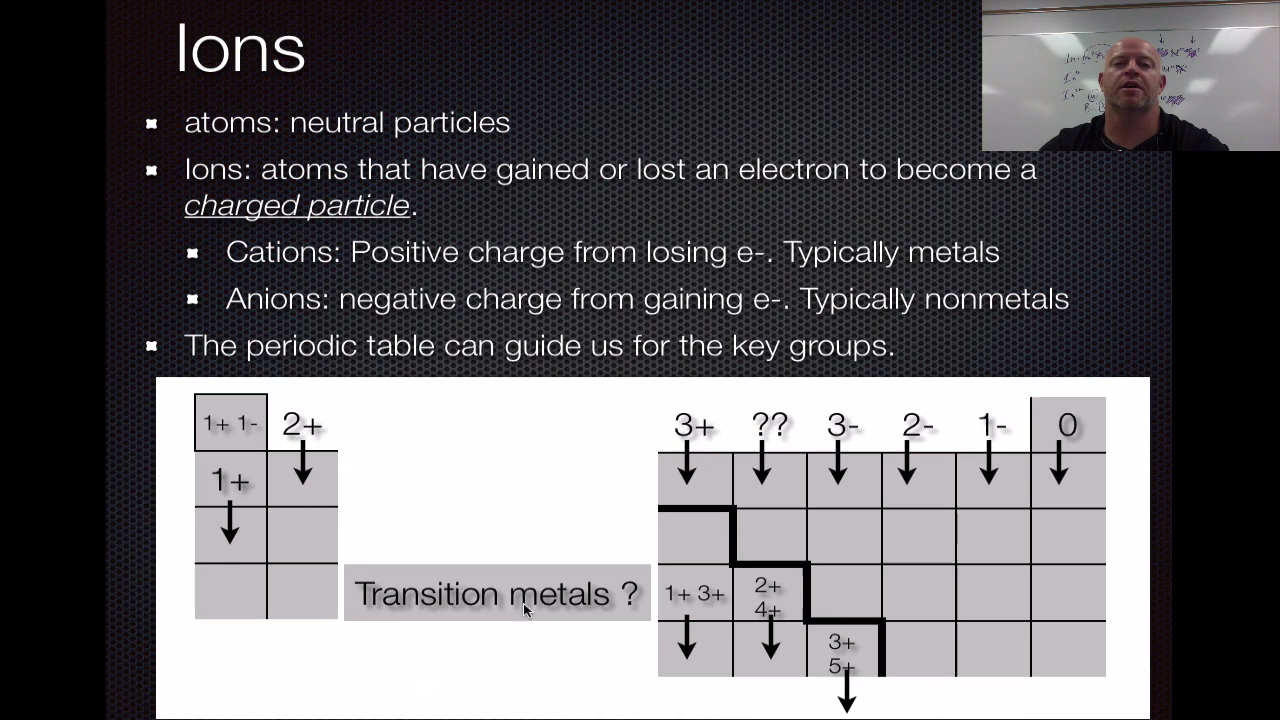 Ions
atoms: neutral particles
Ions: atoms that have gained or lost an electron to become a
charged particle.
Cations: Positive charge from losing e-. Typically metals
Anions: negative charge from gaining e-. Typically nonmetals
The periodic table can guide us for the key groups.
1+ 1- 2+ 3+ ?? 3- 2- 1- 0
1+
Transition metals ?
1+ 3+
2+
4+
3+
5+